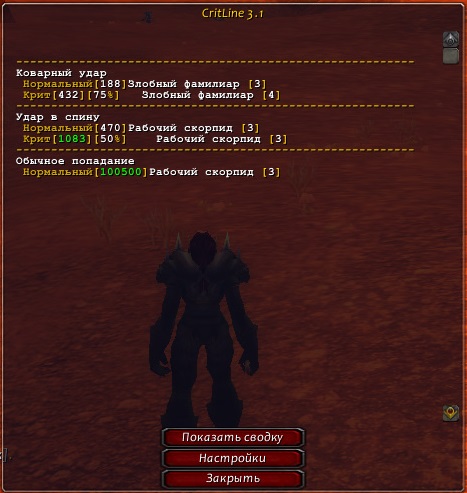 CritLine 3.1
Коварный удар
Нормальный[188]Злобный фамилиар [3]
Крит[432][75%] Злобный фамилиар [4]
Удар в спину
Нормальный[470]Рабочий скорпид [3]
Крит[1083][50%] Рабочий скорпид [3]
Обычное попадание
Нормальный[100500]Рабочий скорпид [3]
Показать сводку
Настройки
Закрыть